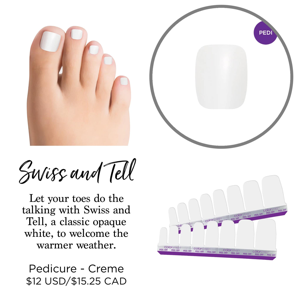 PEDI
Swiss and Tell
Let your toes do the
talking with Swiss and
Tell, a classic opaque
white, to welcome the
warmer weather.
Pedicure - Creme
$12 USD/$15.25 CAD